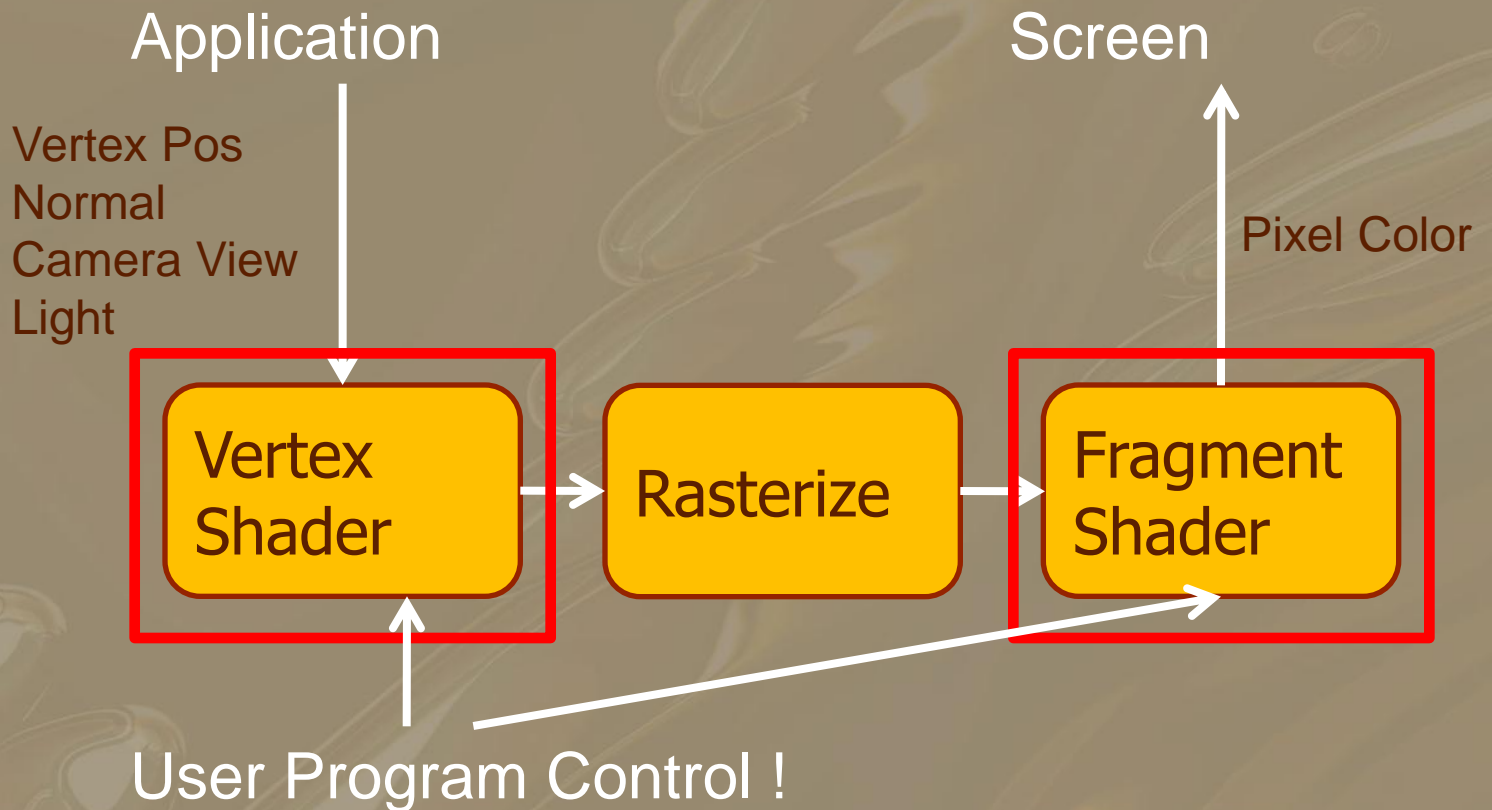 Application
Screen
Vertex Pos
Normal
Camera View
Light
Pixel Color
Vertex
Shader
Rasterize
Fragment
Shader
User Program Control !